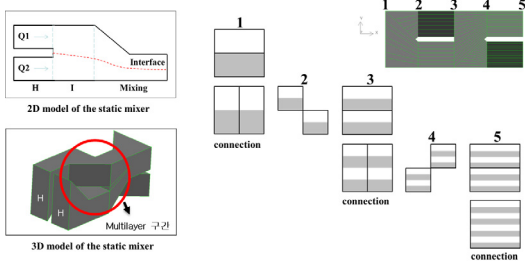 Q1
Q2
Interface
H I Mixing
2D model of the static mixer
H
H
Multilayer 구간
3D model of the static mixer
1
connection
2
3
connection
4
5
connection
1 2 3 4 5